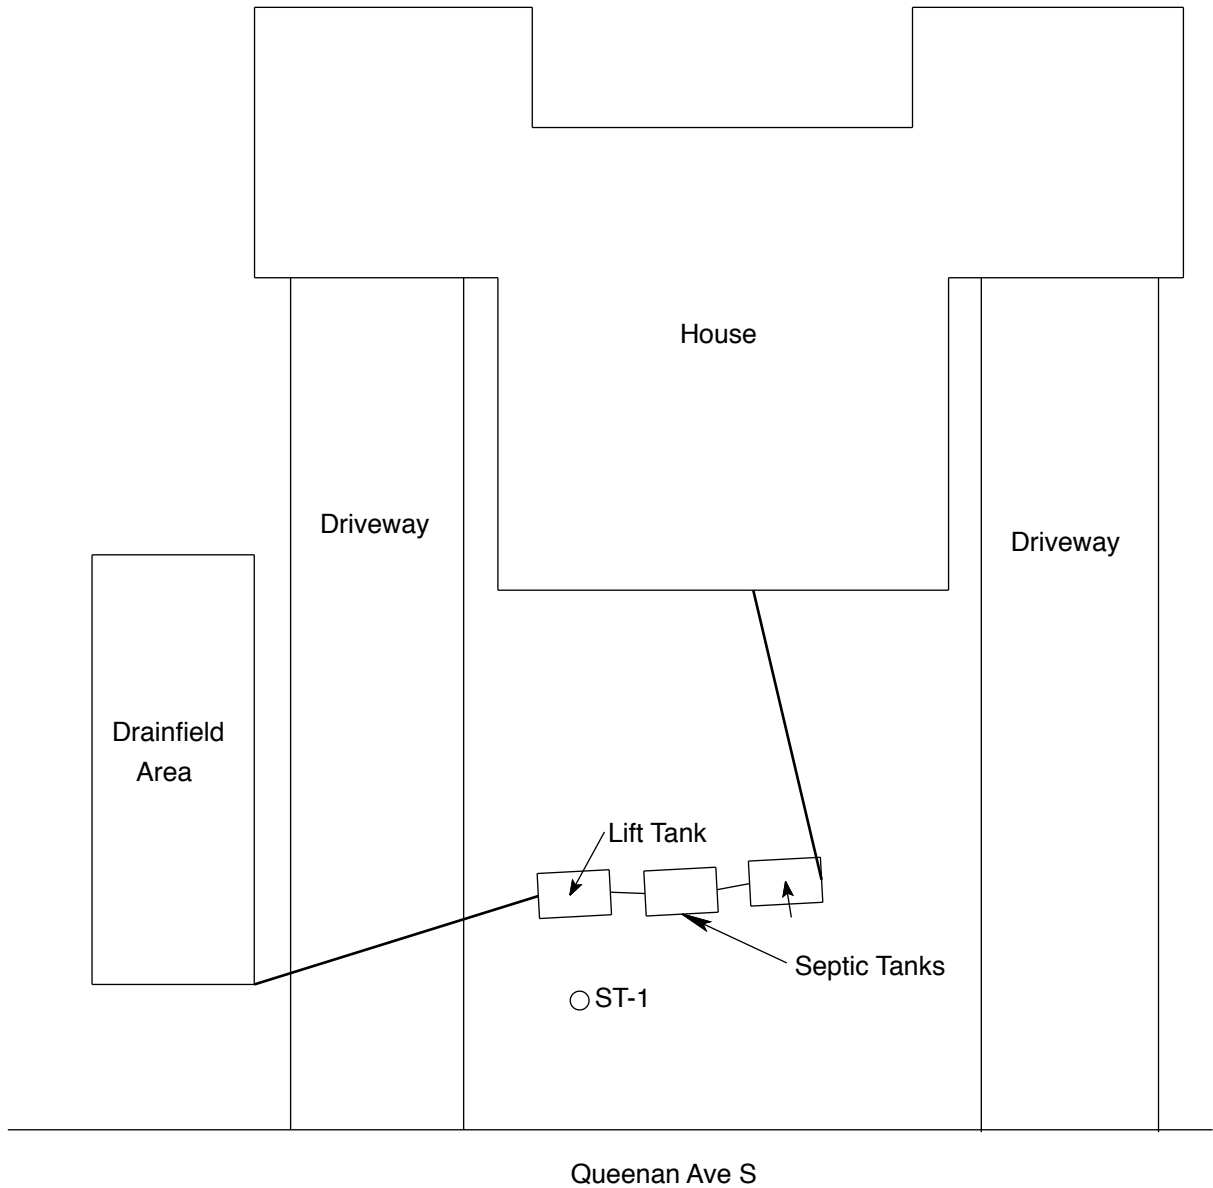 House
Driveway
Driveway
Drainfield
Area
Lift Tank
Septic Tanks
ST-1
Queenan Ave S